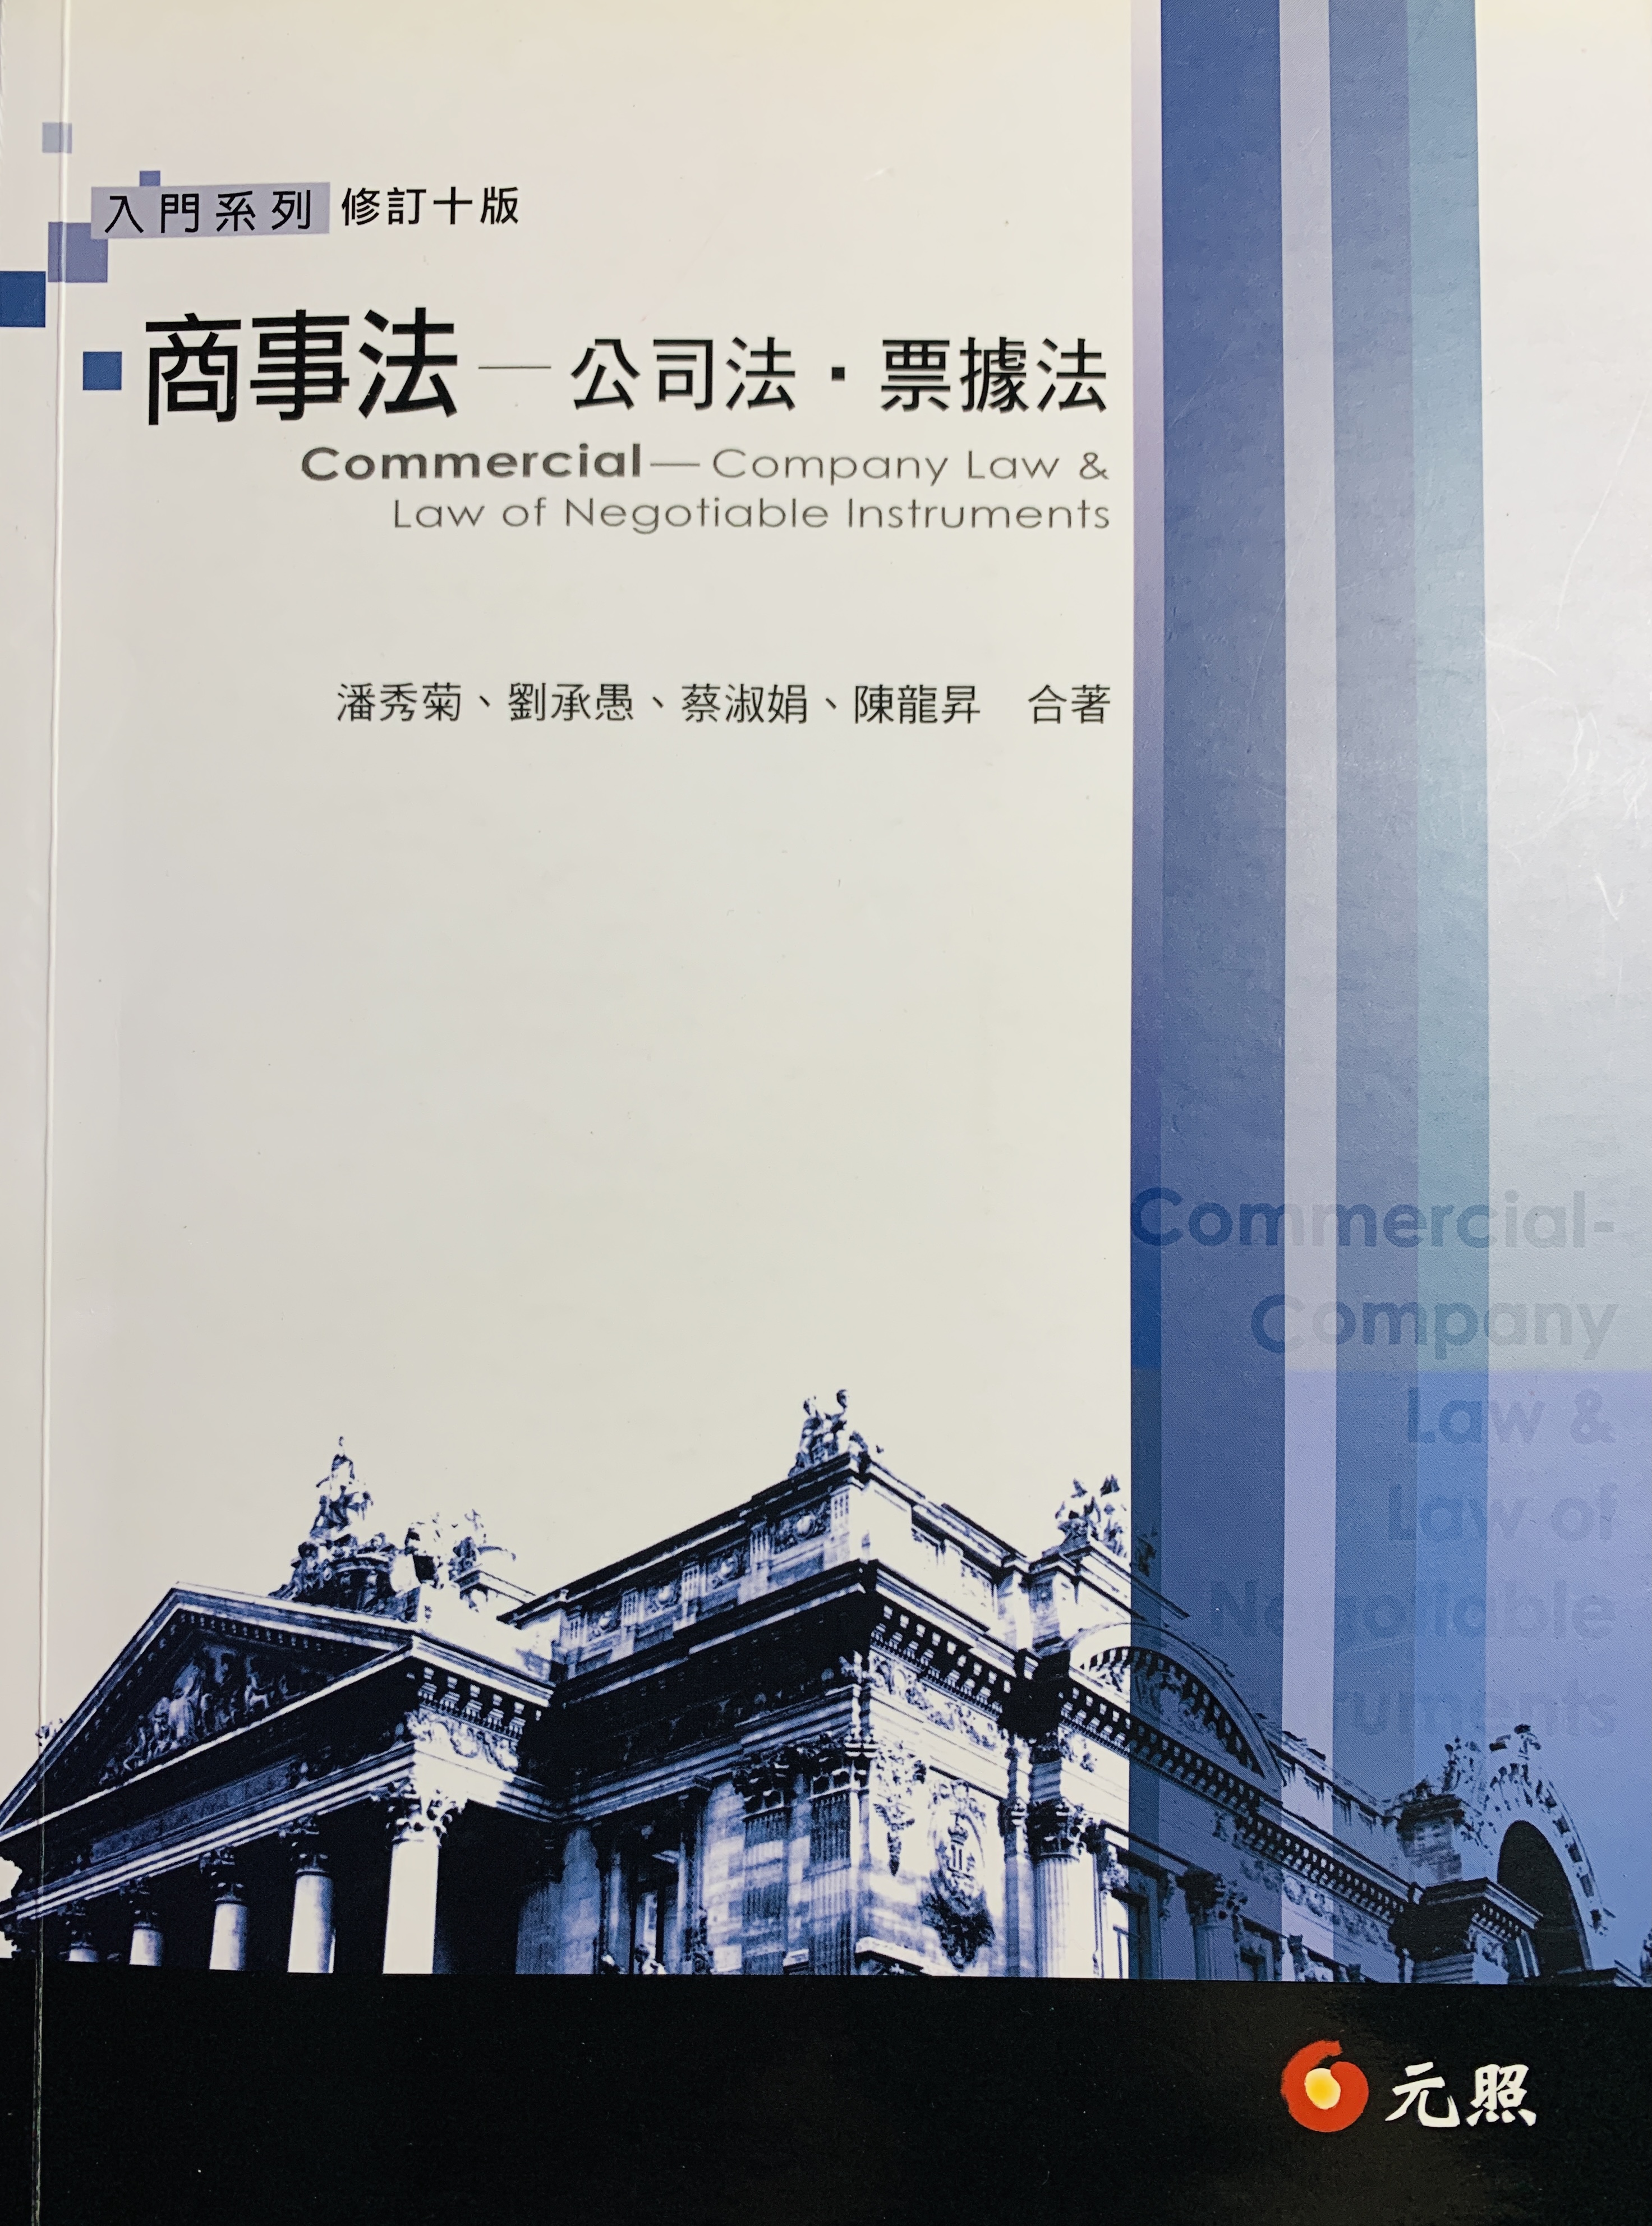 入門系列 修訂十版
商事法—公司法·票據法
Commercial—Company Law &
Law of Negotiable Instruments
潘秀菊、劉承愚、蔡淑娟、陳龍昇 合著
Commercial-
Company
Law &
Law of
Negotiable
Instruments
元照